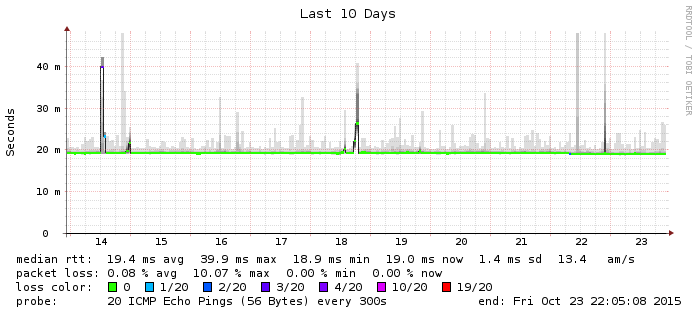 Last 10 Days
RRDTOOL / TOBI OETIKER
Seconds
40 m
30 m
20 m
10 m
0
14 15 16 17 18 19 20 21 22 23
median rtt: 19.4 ms avg 39.9 ms max 18.9 ms min 19.0 ms now 1.4 ms sd 13.4 am/s
packet loss: 0.08 % avg 10.07 % max 0.00 % min 0.00 % now
loss color: 0 1/20 2/20 3/20 4/20 10/20 19/20
probe: 20 ICMP Echo Pings (56 Bytes) every 300s end: Fri Oct 23 22:05:08 2015